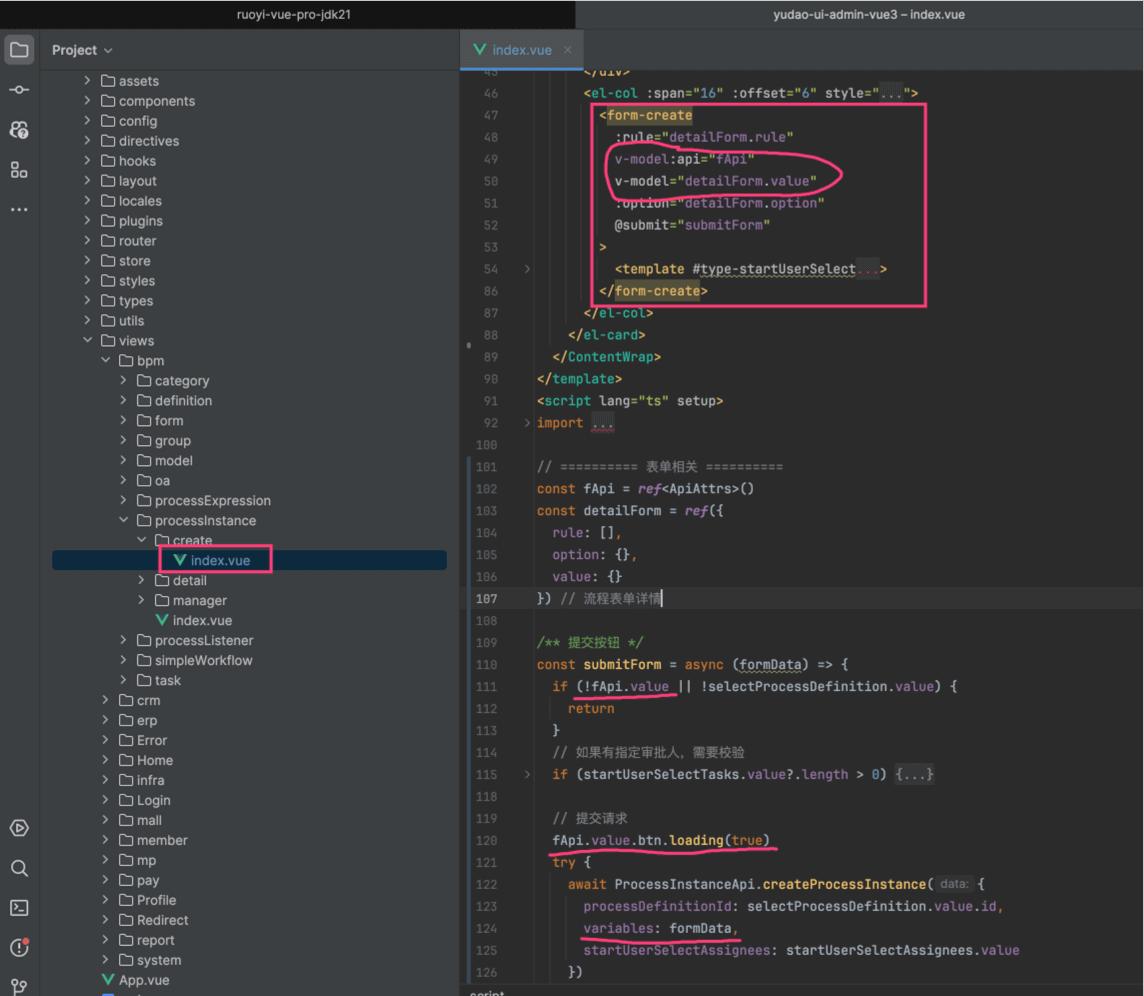 ruoyi-vue-pro-jdk21
yudao-ui-admin-vue3 – index.vue
Project
assets
components
config
directives
hooks
layout
locales
plugins
router
store
styles
types
utils
views
bpm
category
definition
form
group
model
oa
processExpression
processInstance
create
index.vue
detail
manager
index.vue
processListener
simpleWorkflow
task
crm
erp
Error
Home
infra
Login
mall
member
mp
pay
Profile
Redirect
report
system
App.vue
index.vue ×
45 </div>
46 <el-col :span="16" :offset="6" style="...">
47 <form-create
48 :rule="detailForm.rule"
49 v-model:api="fApi"
50 v-model="detailForm.value"
51 :option="detailForm.option"
52 @submit="submitForm"
53 >
54 <template #type-startUserSelect...>
86 </form-create>
87 </el-col>
88 </el-card>
89 </ContentWrap>
90 </template>
91 <script lang="ts" setup>
92 import ...
100
101 // ========== 表单相关 ==========
102 const fApi = ref<ApiAttrs>()
103 const detailForm = ref({
104 rule: [],
105 option: {},
106 value: {}
107 }) // 流程表单详情
108
109 /** 提交按钮 */
110 const submitForm = async (formData) => {
111 if (!fApi.value || !selectProcessDefinition.value) {
112 return
113 }
114 // 如果有指定审批人，需要校验
115 if (startUserSelectTasks.value?.length > 0) {...}
118
119 // 提交请求
120 fApi.value.btn.loading(true)
121 try {
122 await ProcessInstanceApi.createProcessInstance( data: {
123 processDefinitionId: selectProcessDefinition.value.id,
124 variables: formData,
125 startUserSelectAssignees: startUserSelectAssignees.value
126 })
script